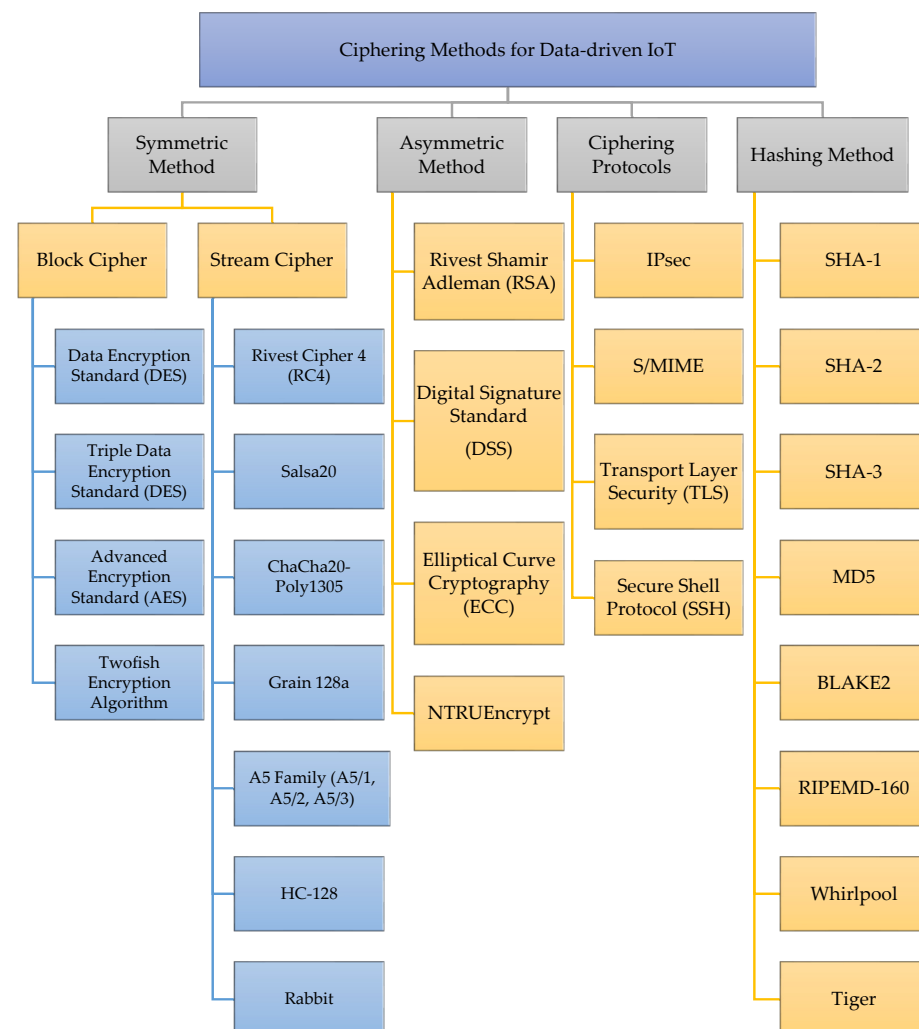 Ciphering Methods for Data-driven IoT
Symmetric
Method
Block Cipher
Data Encryption
Standard (DES)
Triple Data
Encryption
Standard (DES)
Advanced
Encryption
Standard (AES)
Twofish
Encryption
Algorithm
Stream Cipher
Rivest Cipher 4
(RC4)
Salsa20
ChaCha20-
Poly1305
Grain 128a
A5 Family (A5/1,
A5/2, A5/3)
HC-128
Rabbit
Asymmetric
Method
Rivest Shamir
Adleman (RSA)
Digital Signature
Standard
(DSS)
Elliptical Curve
Cryptography
(ECC)
NTRUEncrypt
Ciphering
Protocols
IPsec
S/MIME
Transport Layer
Security (TLS)
Secure Shell
Protocol (SSH)
Hashing Method
SHA-1
SHA-2
SHA-3
MD5
BLAKE2
RIPEMD-160
Whirlpool
Tiger